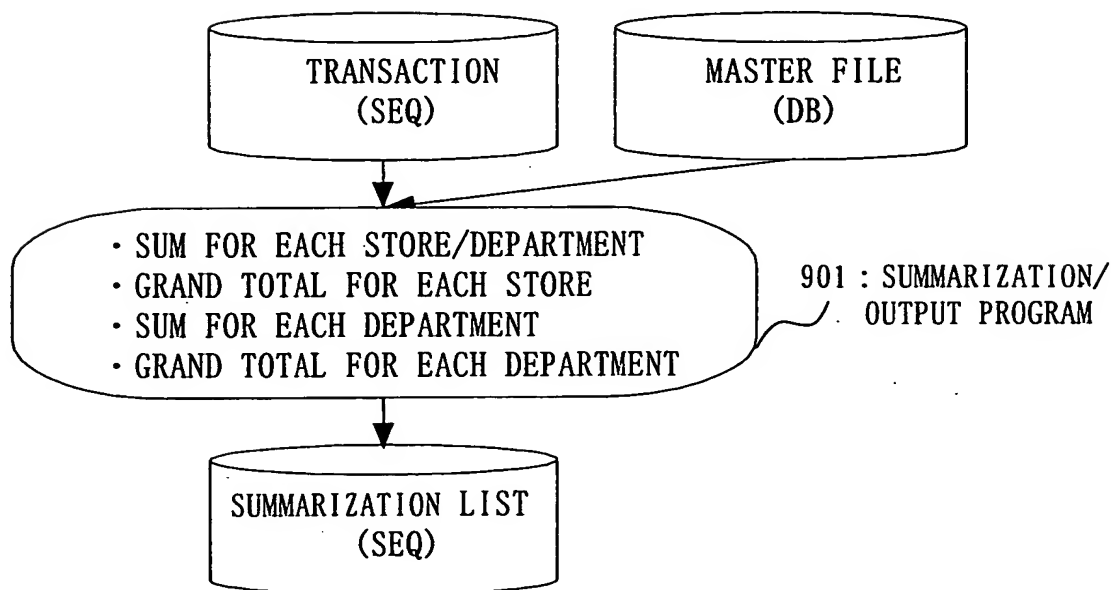 TRANSACTION
(SEQ)
MASTER FILE
(DB)
・SUM FOR EACH STORE/DEPARTMENT
・GRAND TOTAL FOR EACH STORE
・SUM FOR EACH DEPARTMENT
・GRAND TOTAL FOR EACH DEPARTMENT
901 : SUMMARIZATION/
OUTPUT PROGRAM
SUMMARIZATION LIST
(SEQ)